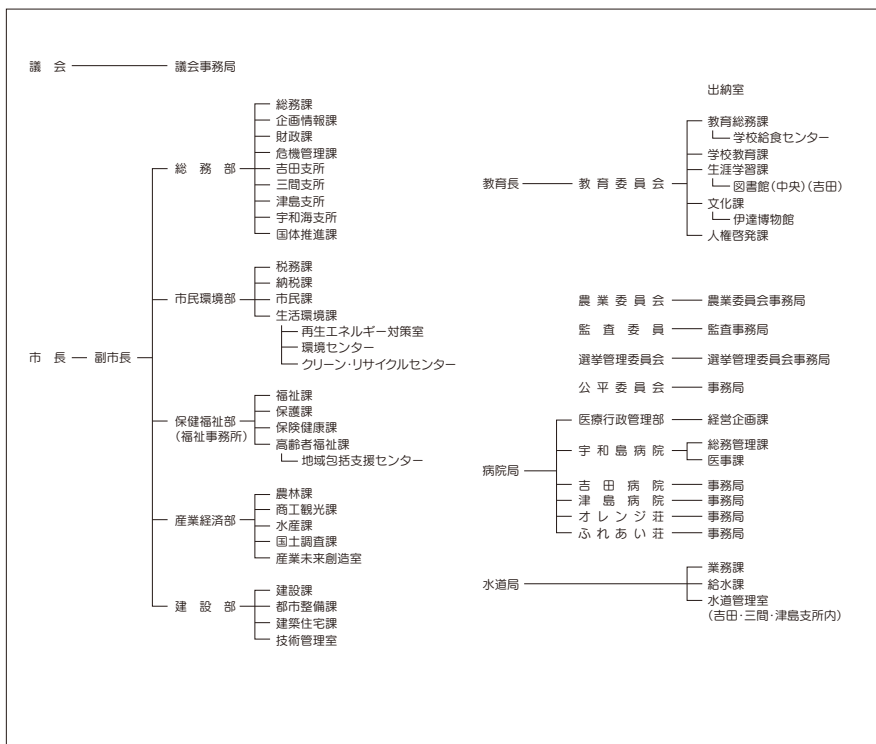 議 会 議会事務局
市 長 副市長
総 務 部
総務課
企画情報課
財政課
危機管理課
吉田支所
三間支所
津島支所
宇和海支所
国体推進課
市民環境部
税務課
納税課
市民課
生活環境課
再生エネルギー対策室
環境センター
クリーン・リサイクルセンター
保健福祉部
(福祉事務所)
福祉課
保護課
保険健康課
高齢者福祉課
地域包括支援センター
産業経済部
農林課
商工観光課
水産課
国土調査課
産業未来創造室
建 設 部
建設課
都市整備課
建築住宅課
技術管理室
出納室
教育長 教 育 委 員 会
教育総務課
学校給食センター
学校教育課
生涯学習課
図書館(中央)(吉田)
文化課
伊達博物館
人権啓発課
農 業 委 員 会 農業委員会事務局
監 査 委 員 監査事務局
選挙管理委員会 選挙管理委員会事務局
公 平 委 員 会 事務局
病院局
医療行政管理部 経営企画課
宇 和 島 病 院 総務管理課
医事課
吉 田 病 院 事務局
津 島 病 院 事務局
オ レ ン ジ 荘 事務局
ふ れ あ い 荘 事務局
水道局
業務課
給水課
水道管理室
(吉田・三間・津島支所内)